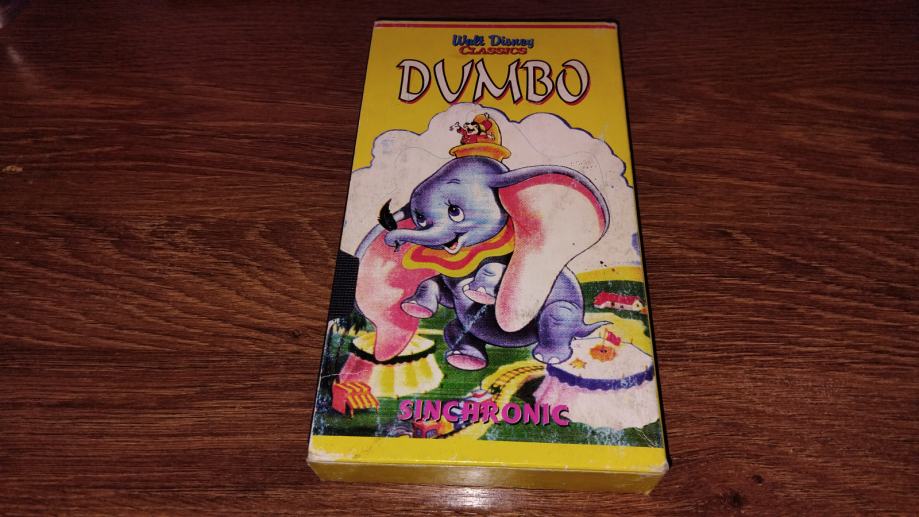 Walt Disney
CLASSICS
DUMBO
SINCHRONIC